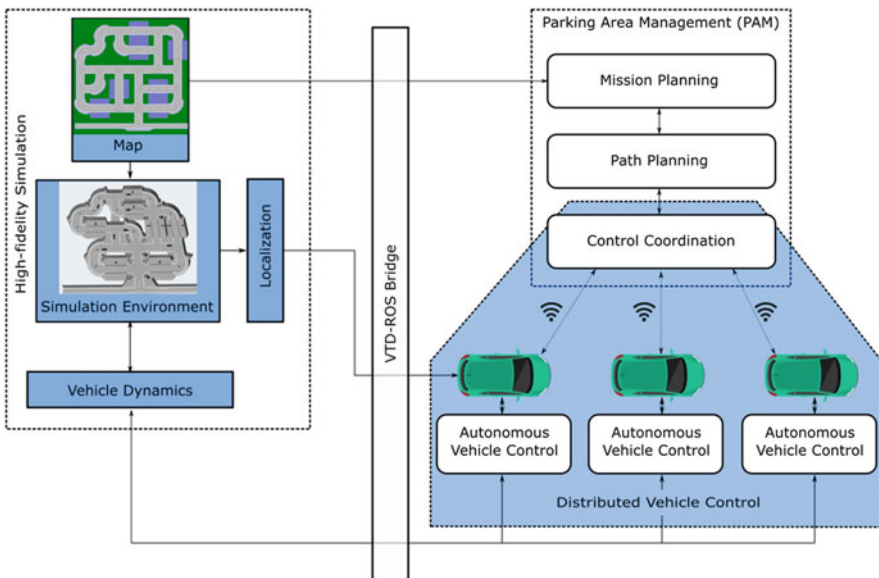 High-fidelity Simulation
Map
Simulation Environment
Localization
Vehicle Dynamics
VTD-ROS Bridge
Parking Area Management (PAM)
Mission Planning
Path Planning
Control Coordination
Autonomous
Vehicle Control
Autonomous
Vehicle Control
Autonomous
Vehicle Control
Distributed Vehicle Control